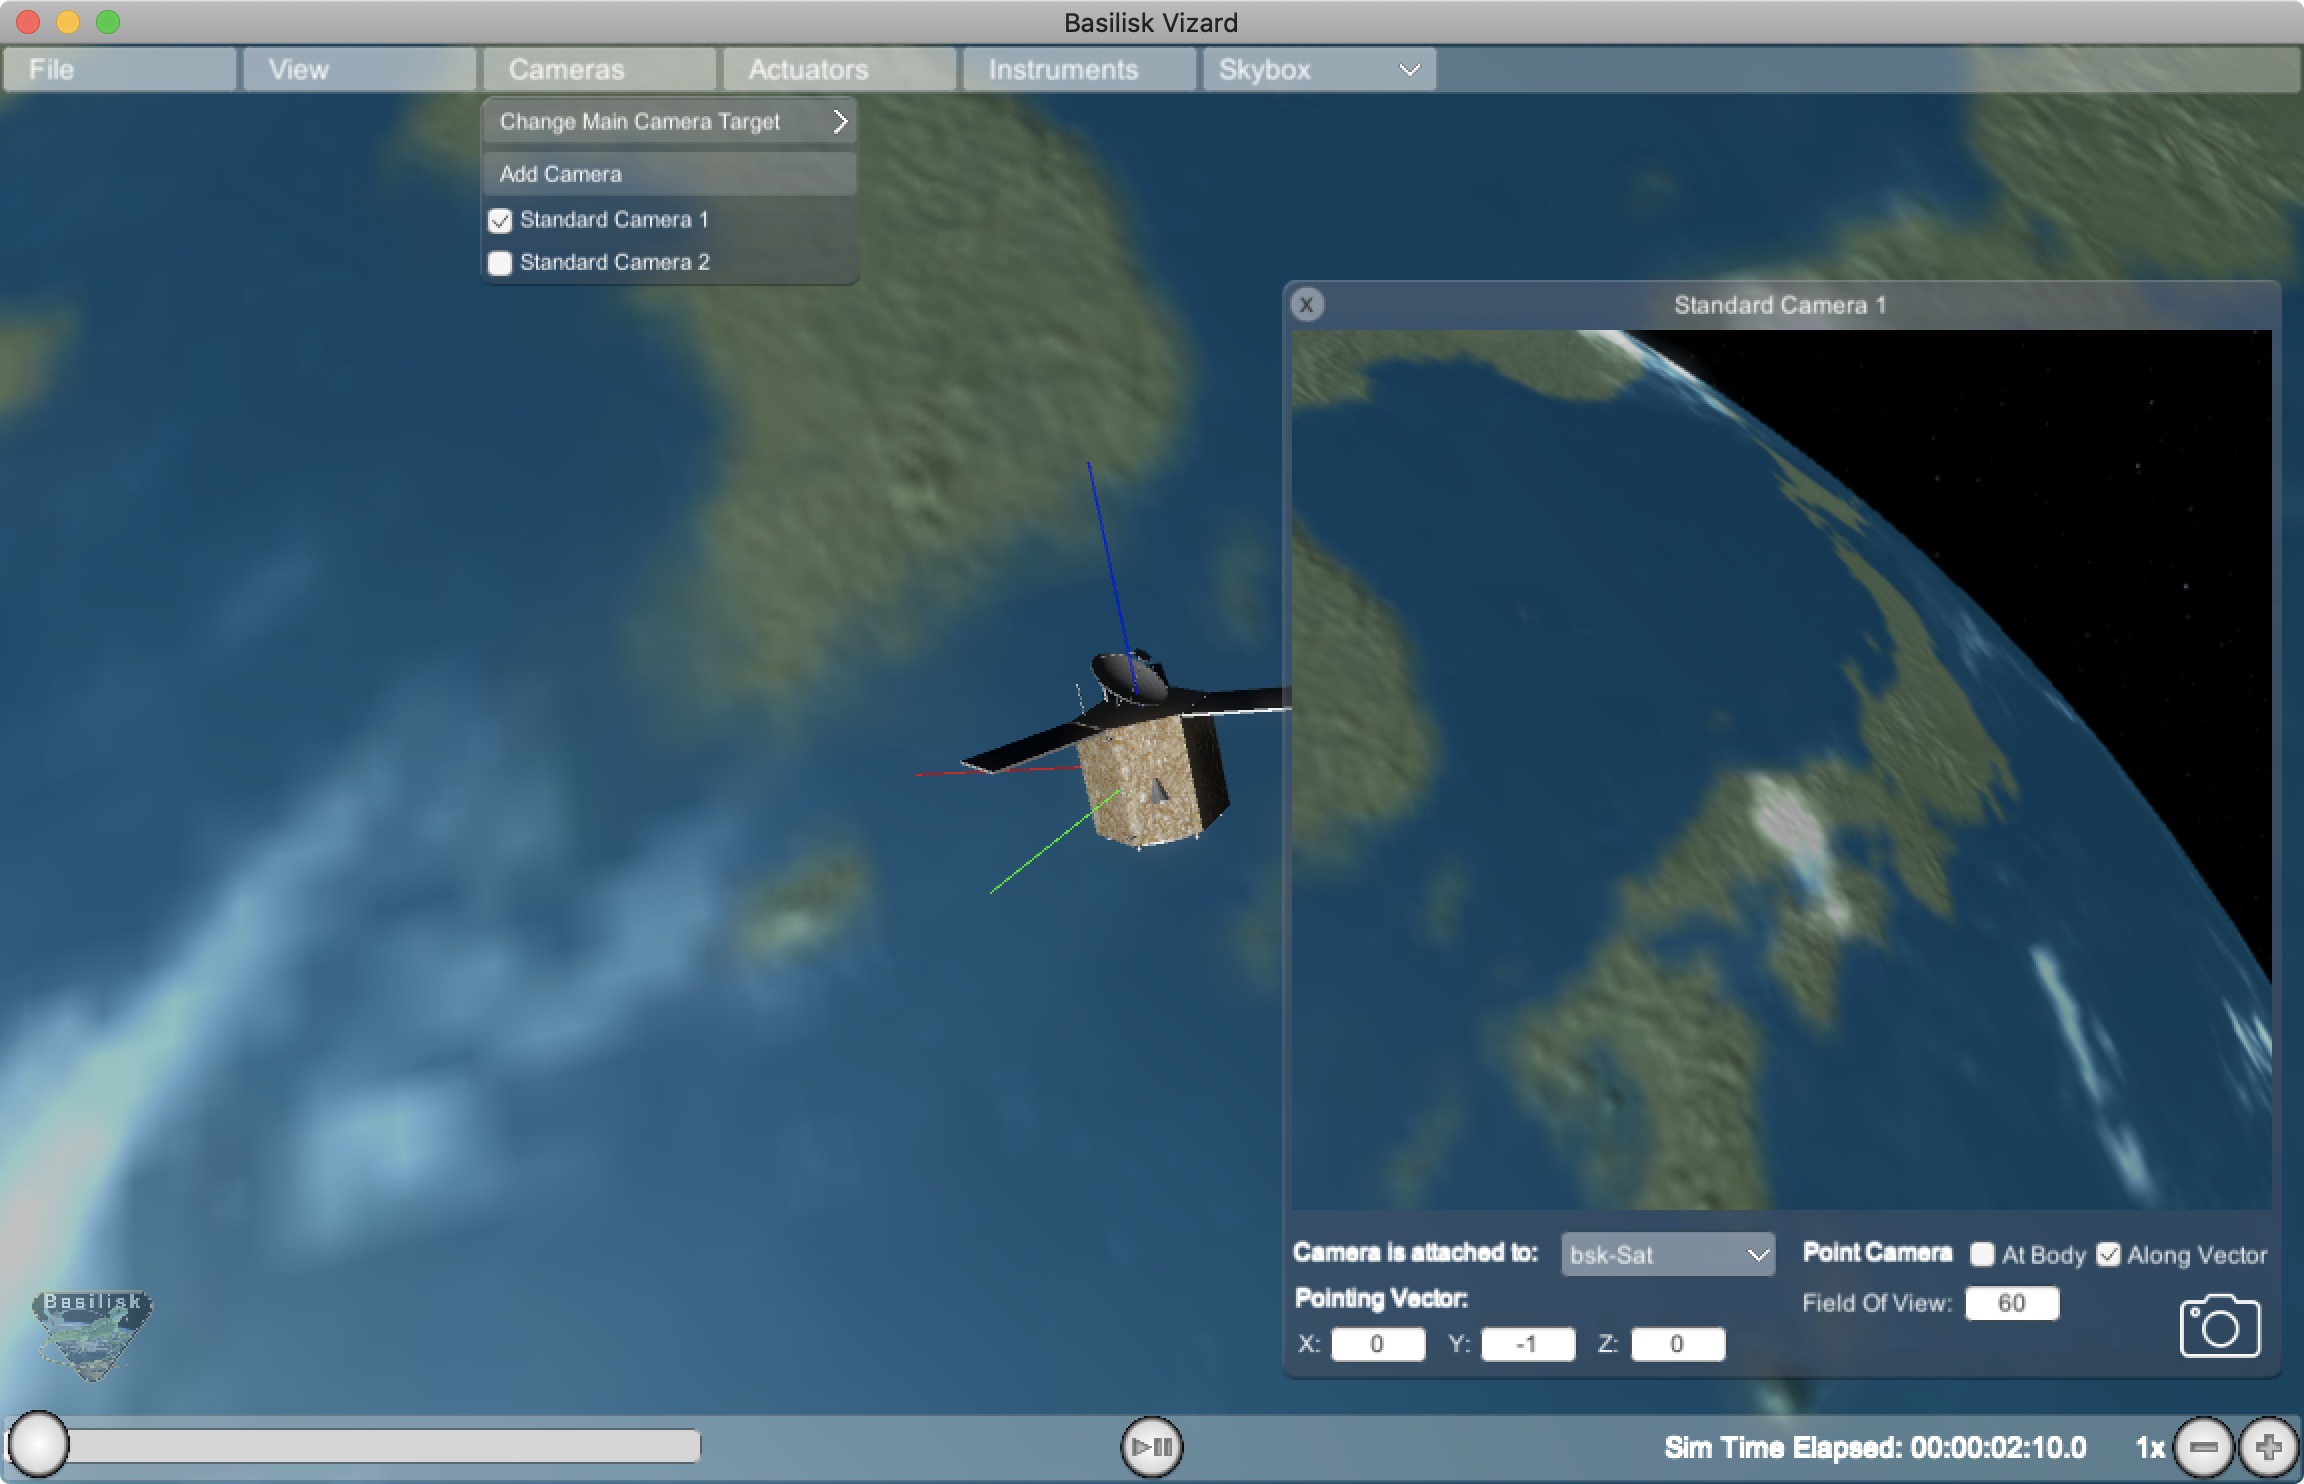 Basilisk Vizard
File View Cameras Actuators Instruments Skybox
Change Main Camera Target
Add Camera
Standard Camera 1
Standard Camera 2
X Standard Camera 1
Camera is attached to: bsk-Sat Point Camera At Body Along Vector
Pointing Vector: Field Of View: 60
X: 0 Y: -1 Z: 0
Basilisk
Sim Time Elapsed: 00:00:02:10.0 1x